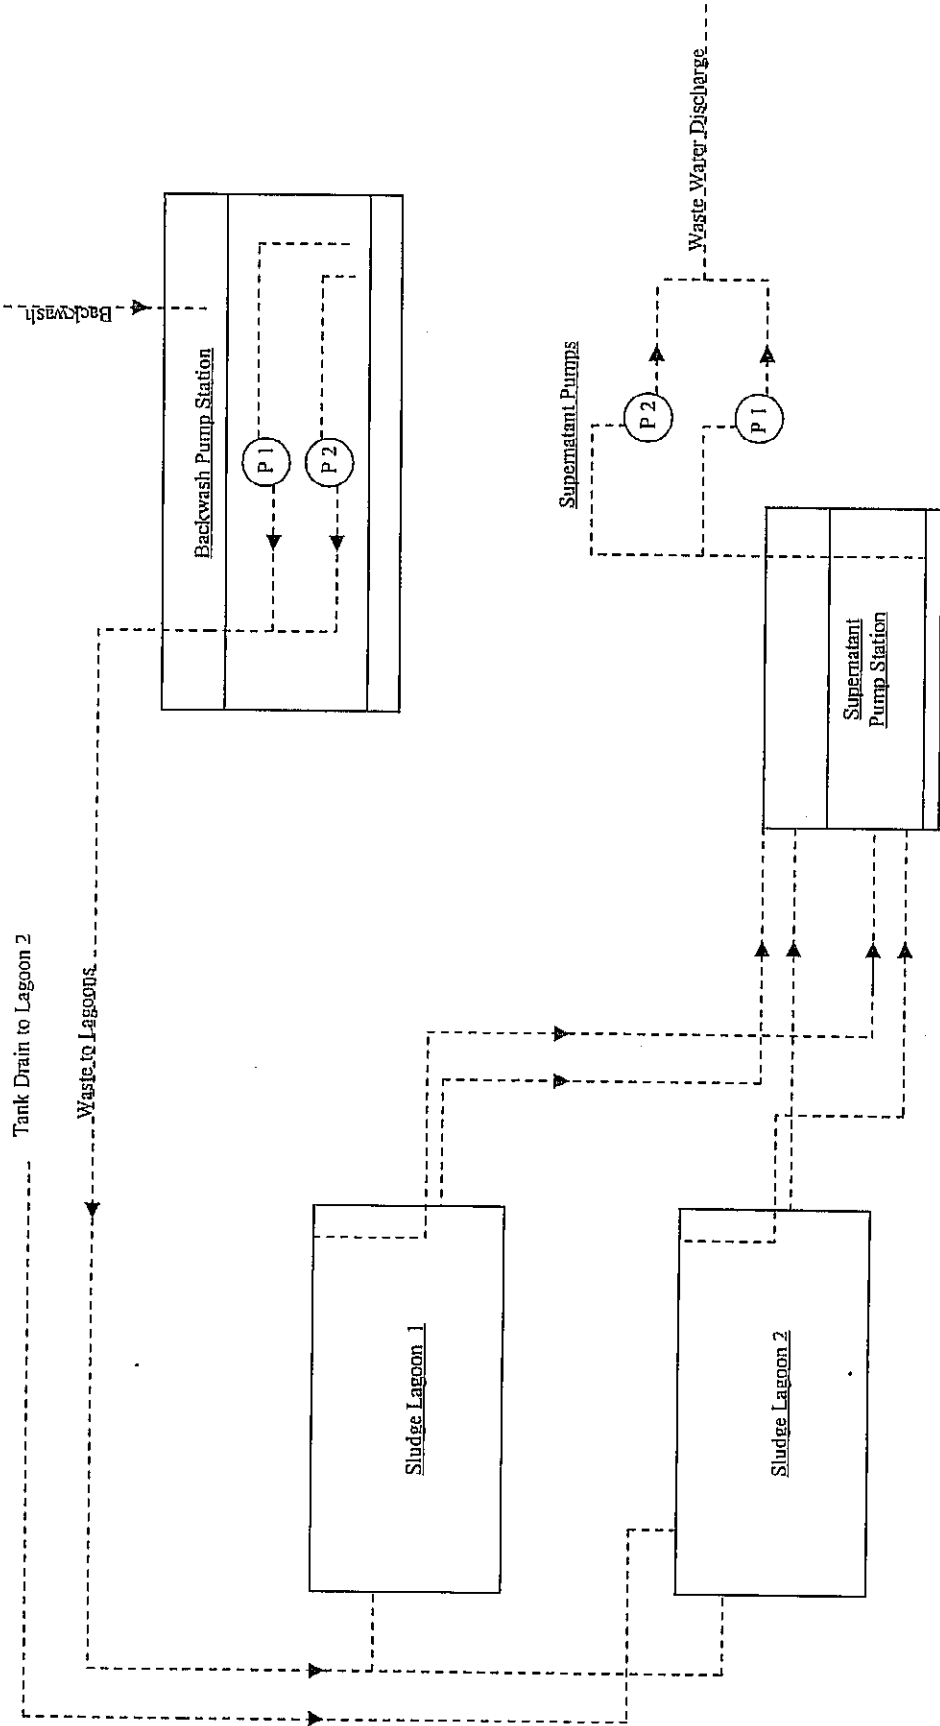 Tank Drain to Lagoon 2
Waste to Lagoons
Backwash
Backwash Pump Station
P 1
P 2
Sludge Lagoon 1
Sludge Lagoon 2
Supernatant Pumps
P 2
P 1
Waste Water Discharge
Supernatant
Pump Station